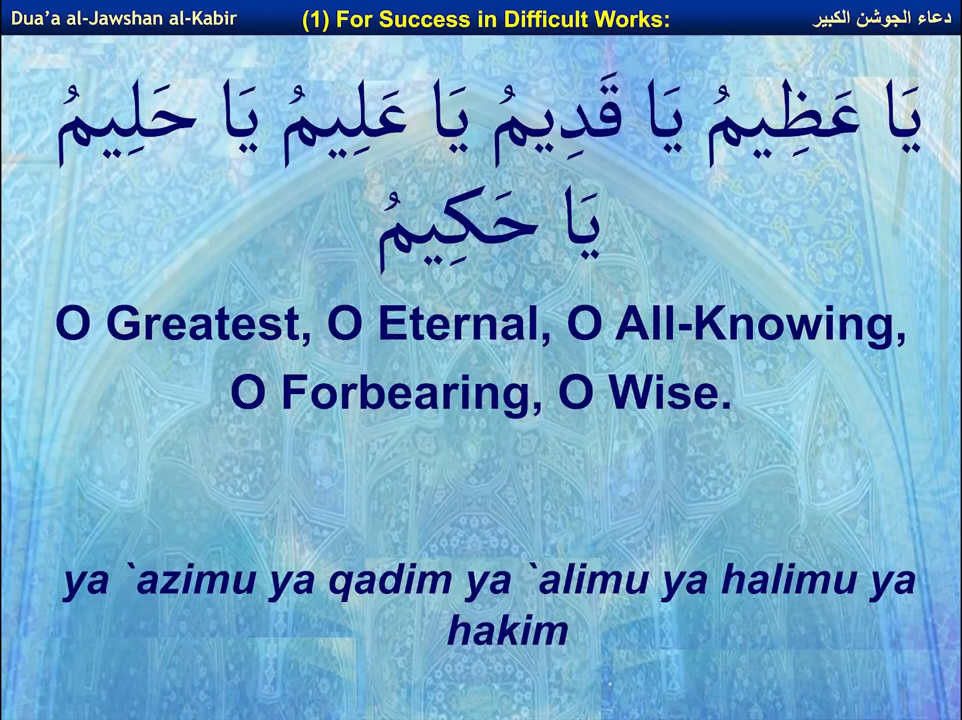 Dua’a al-Jawshan al-Kabir
(1) For Success in Difficult Works:
دعاء الجوشن الكبير
يَا عَظِيمُ يَا قَدِيمُ يَا عَلِيمُ يَا حَلِيمُ
يَا حَكِيمُ
O Greatest, O Eternal, O All-Knowing,
O Forbearing, O Wise.
ya `azimu ya qadim ya `alimu ya halimu ya
hakim